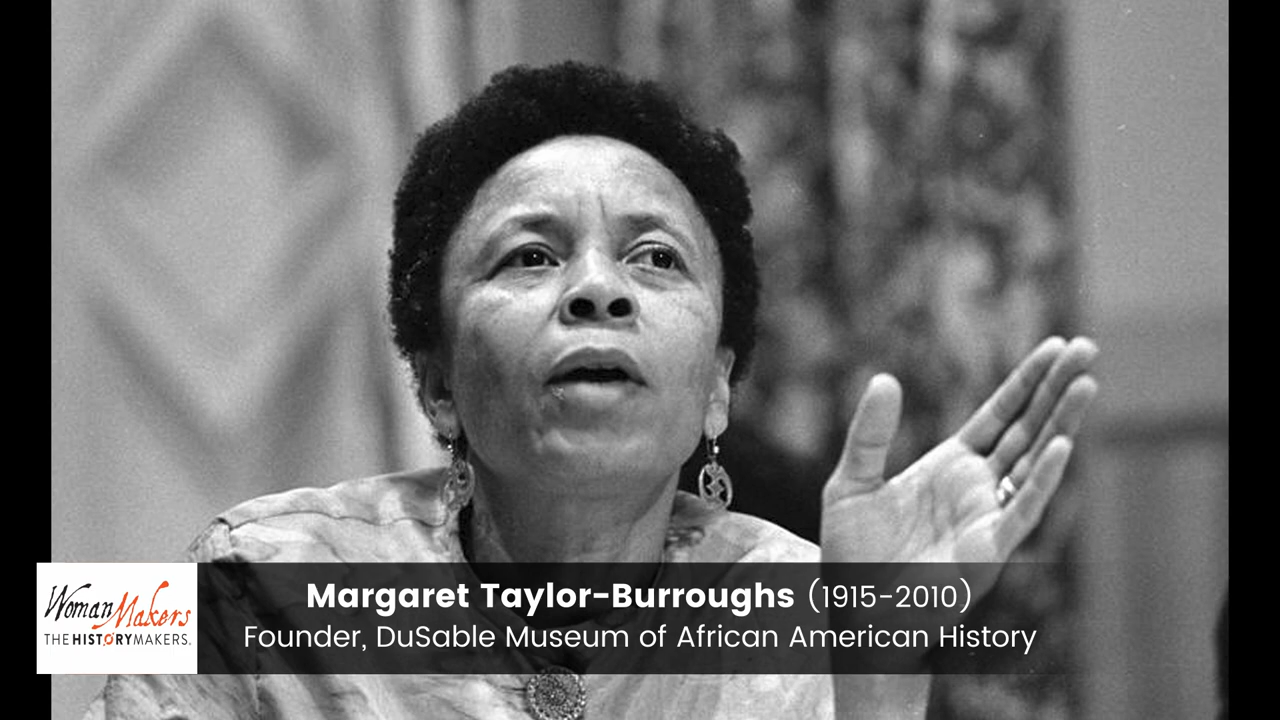 WomanMakers
THE HISTORYMAKERS.
Margaret Taylor-Burroughs (1915-2010)
Founder, DuSable Museum of African American History